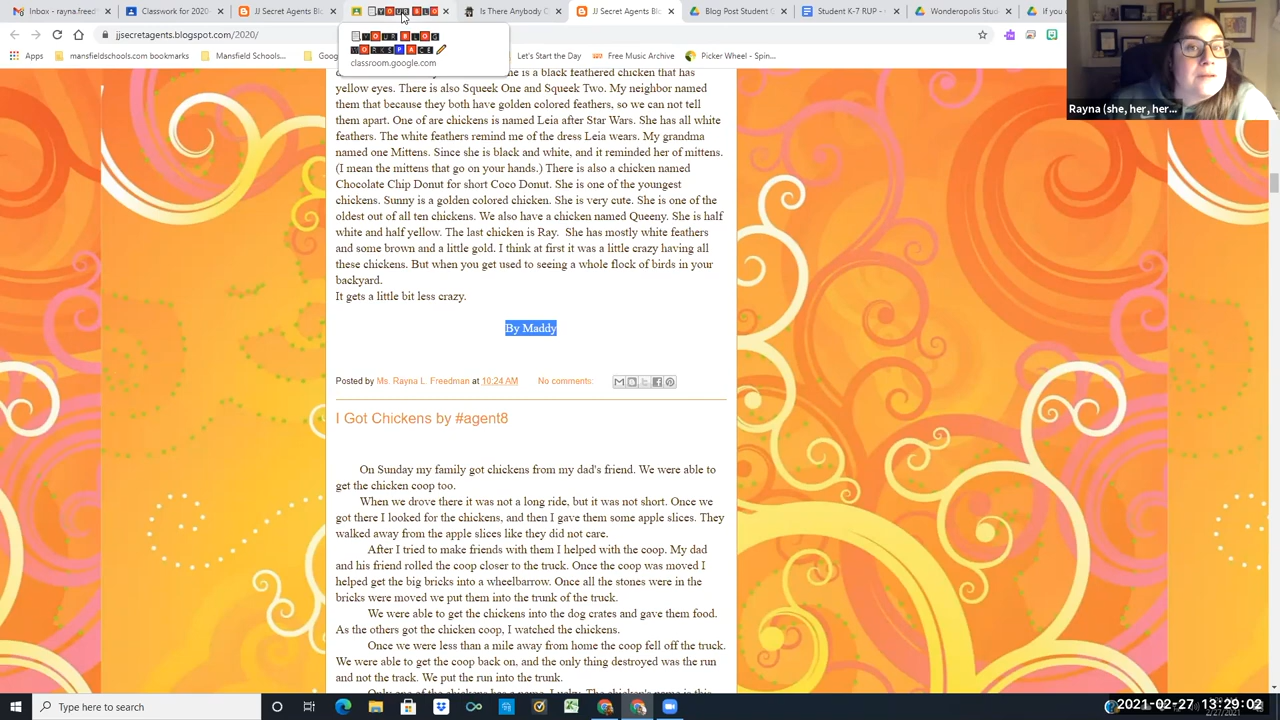 Inbox - rayna.freed
Classwork for 2020
BJ Secret Agents Blo
YOUR BLO
Is There Anybody O
JJ Secret Agents Blo
Blog Post Student G
Student K-7 RUP -
Wonderopolis Studen
if you c
jjsecretagents.blogspot.com/2020/
YOUR BLOG
WORKSPACE
classroom.google.com
Apps
mansfieldschools.com bookmarks
Mansfield Schools...
Let's Start the Day
Free Music Archive
Picker Wheel - Spin...
she is a black feathered chicken that has
yellow eyes. There is also Squeek One and Squeek Two. My neighbor named
them that because they both have golden colored feathers, so we can not tell
them apart. One of are chickens is named Leia after Star Wars. She has all white
feathers. The white feathers remind me of the dress Leia wears. My grandma
named one Mittens. Since she is black and white, and it reminded her of mittens.
(I mean the mittens that go on your hands.) There is also a chicken named
Chocolate Chip Donut for short Coco Donut. She is one of the youngest
chickens. Sunny is a golden colored chicken. She is very cute. She is one of the
oldest out of all ten chickens. We also have a chicken named Queeny. She is half
white and half yellow. The last chicken is Ray.  She has mostly white feathers
and some brown and a little gold. I think at first it was a little crazy having all
these chickens. But when you get used to seeing a whole flock of birds in your
backyard.
It gets a little bit less crazy.
By Maddy
Posted by Ms. Rayna L. Freedman at 10:24 AM No comments:
I Got Chickens by #agent8
On Sunday my family got chickens from my dad's friend. We were able to
get the chicken coop too.
When we drove there it was not a long ride, but it was not short. Once we
got there I looked for the chickens, and then I gave them some apple slices. They
walked away from the apple slices like they did not care.
After I tried to make friends with them I helped with the coop. My dad
and his friend rolled the coop closer to the truck. Once the coop was moved I
helped get the big bricks into a wheelbarrow. Once all the stones were in the
bricks were moved we put them into the trunk of the truck.
We were able to get the chickens into the dog crates and gave them food.
As the others got the chicken coop, I watched the chickens.
Once we were less than a mile away from home the coop fell off the truck.
We were able to get the coop back on, and the only thing destroyed was the run
and not the track. We put the run into the trunk.
Rayna (she, her, her...
Type here to search
2021-02-27 13:29:02